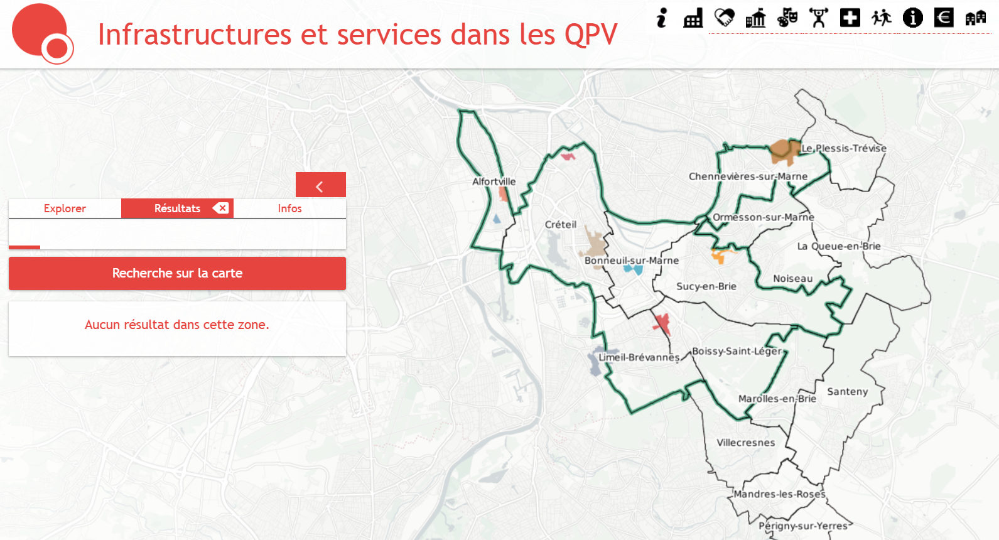 Infrastructures et services dans les QPV
Explorer
Résultats
Infos
Recherche sur la carte
Aucun résultat dans cette zone.
Le Plessis-Trévise
Chennevières-sur-Marne
Alfortville
Ormesson-sur-Marne
Créteil
La Queue-en-Brie
Bonneuil-sur-Marne
Noiseau
Sucy-en-Brie
Boissy-Saint-Léger
Limeil-Brévannes
Santeny
Marolles-en-Brie
Villecresnes
Mandres-les-Roses
Périgny-sur-Yerres